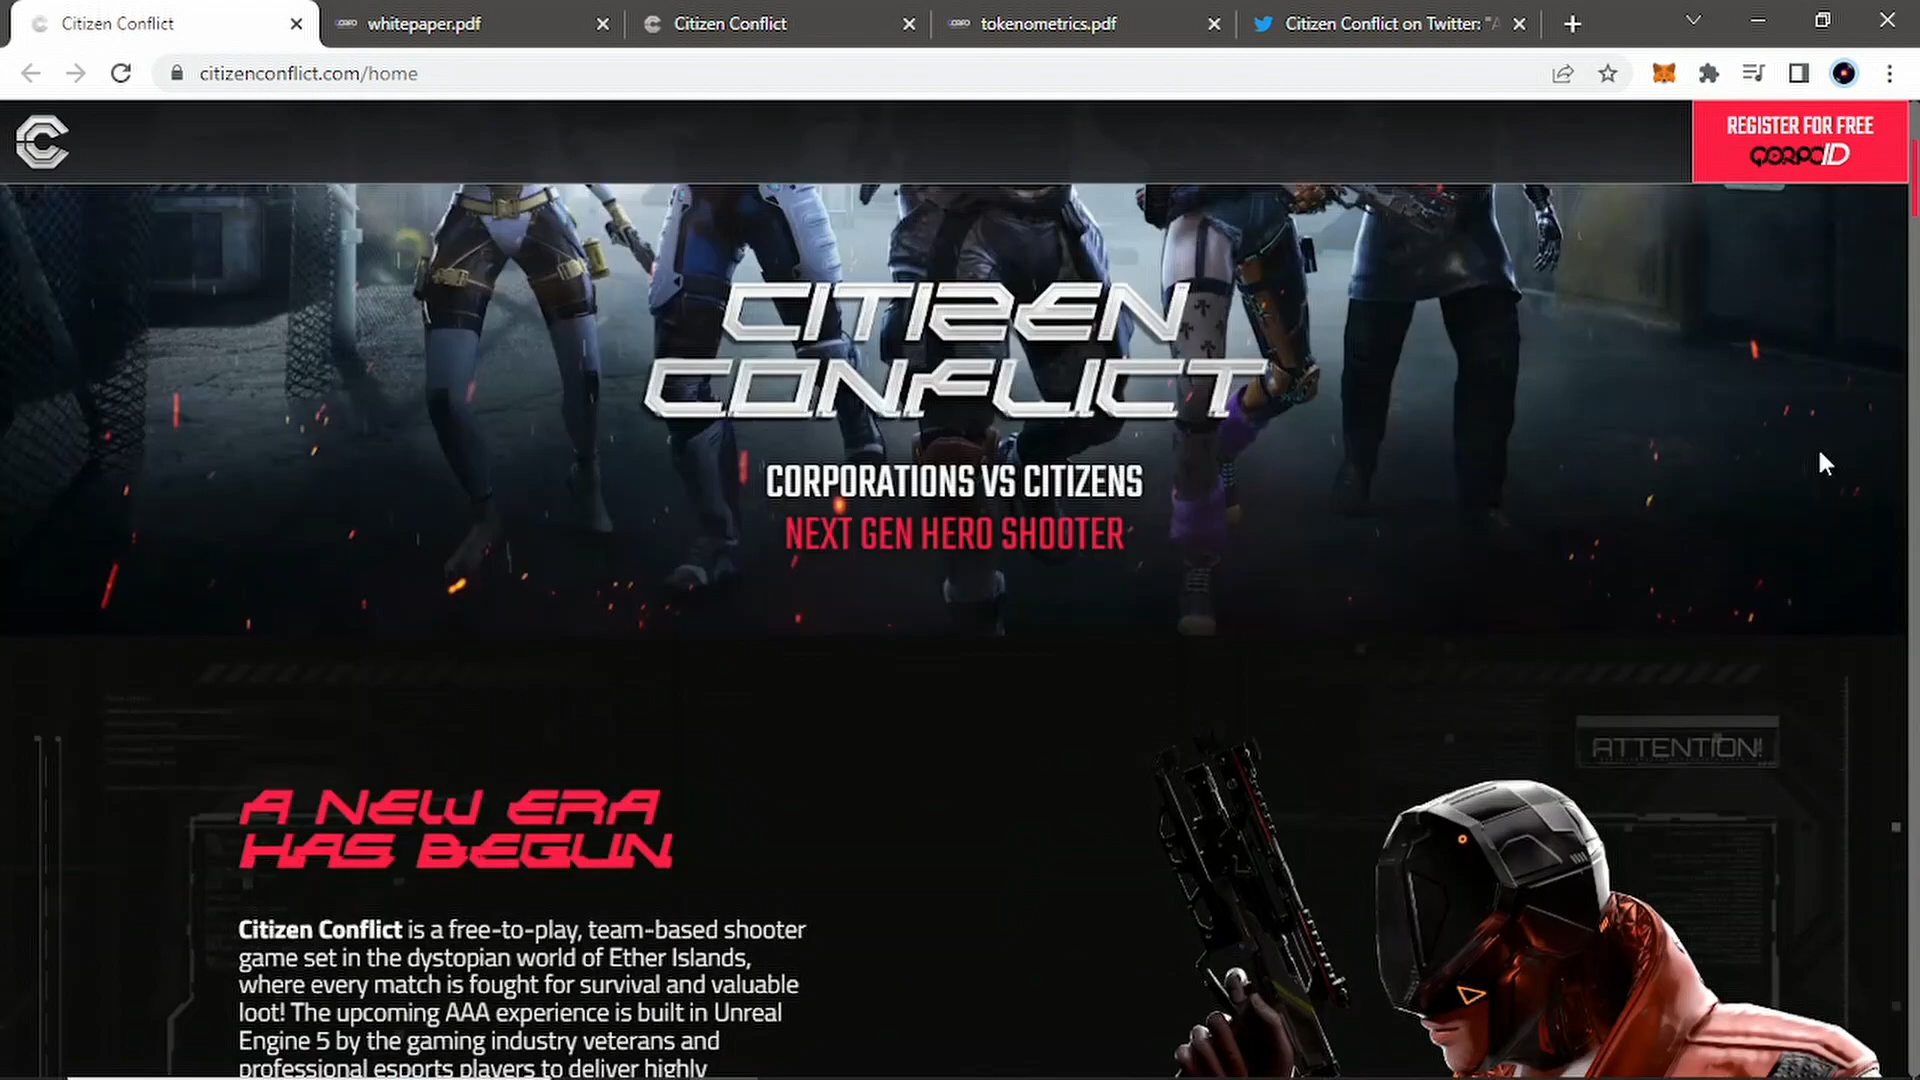 Citizen Conflict
whitepaper.pdf
Citizen Conflict
tokenometrics.pdf
Citizen Conflict on Twitter: "A
citizenconflict.com/home
REGISTER FOR FREE
QORPO ID
CITIZEN
CONFLICT
CORPORATIONS VS CITIZENS
NEXT GEN HERO SHOOTER
ATTENTION!
A NEW ERA
HAS BEGUN
Citizen Conflict is a free-to-play, team-based shooter
game set in the dystopian world of Ether Islands,
where every match is fought for survival and valuable
loot! The upcoming AAA experience is built in Unreal
Engine 5 by the gaming industry veterans and
professional esports players to deliver highly